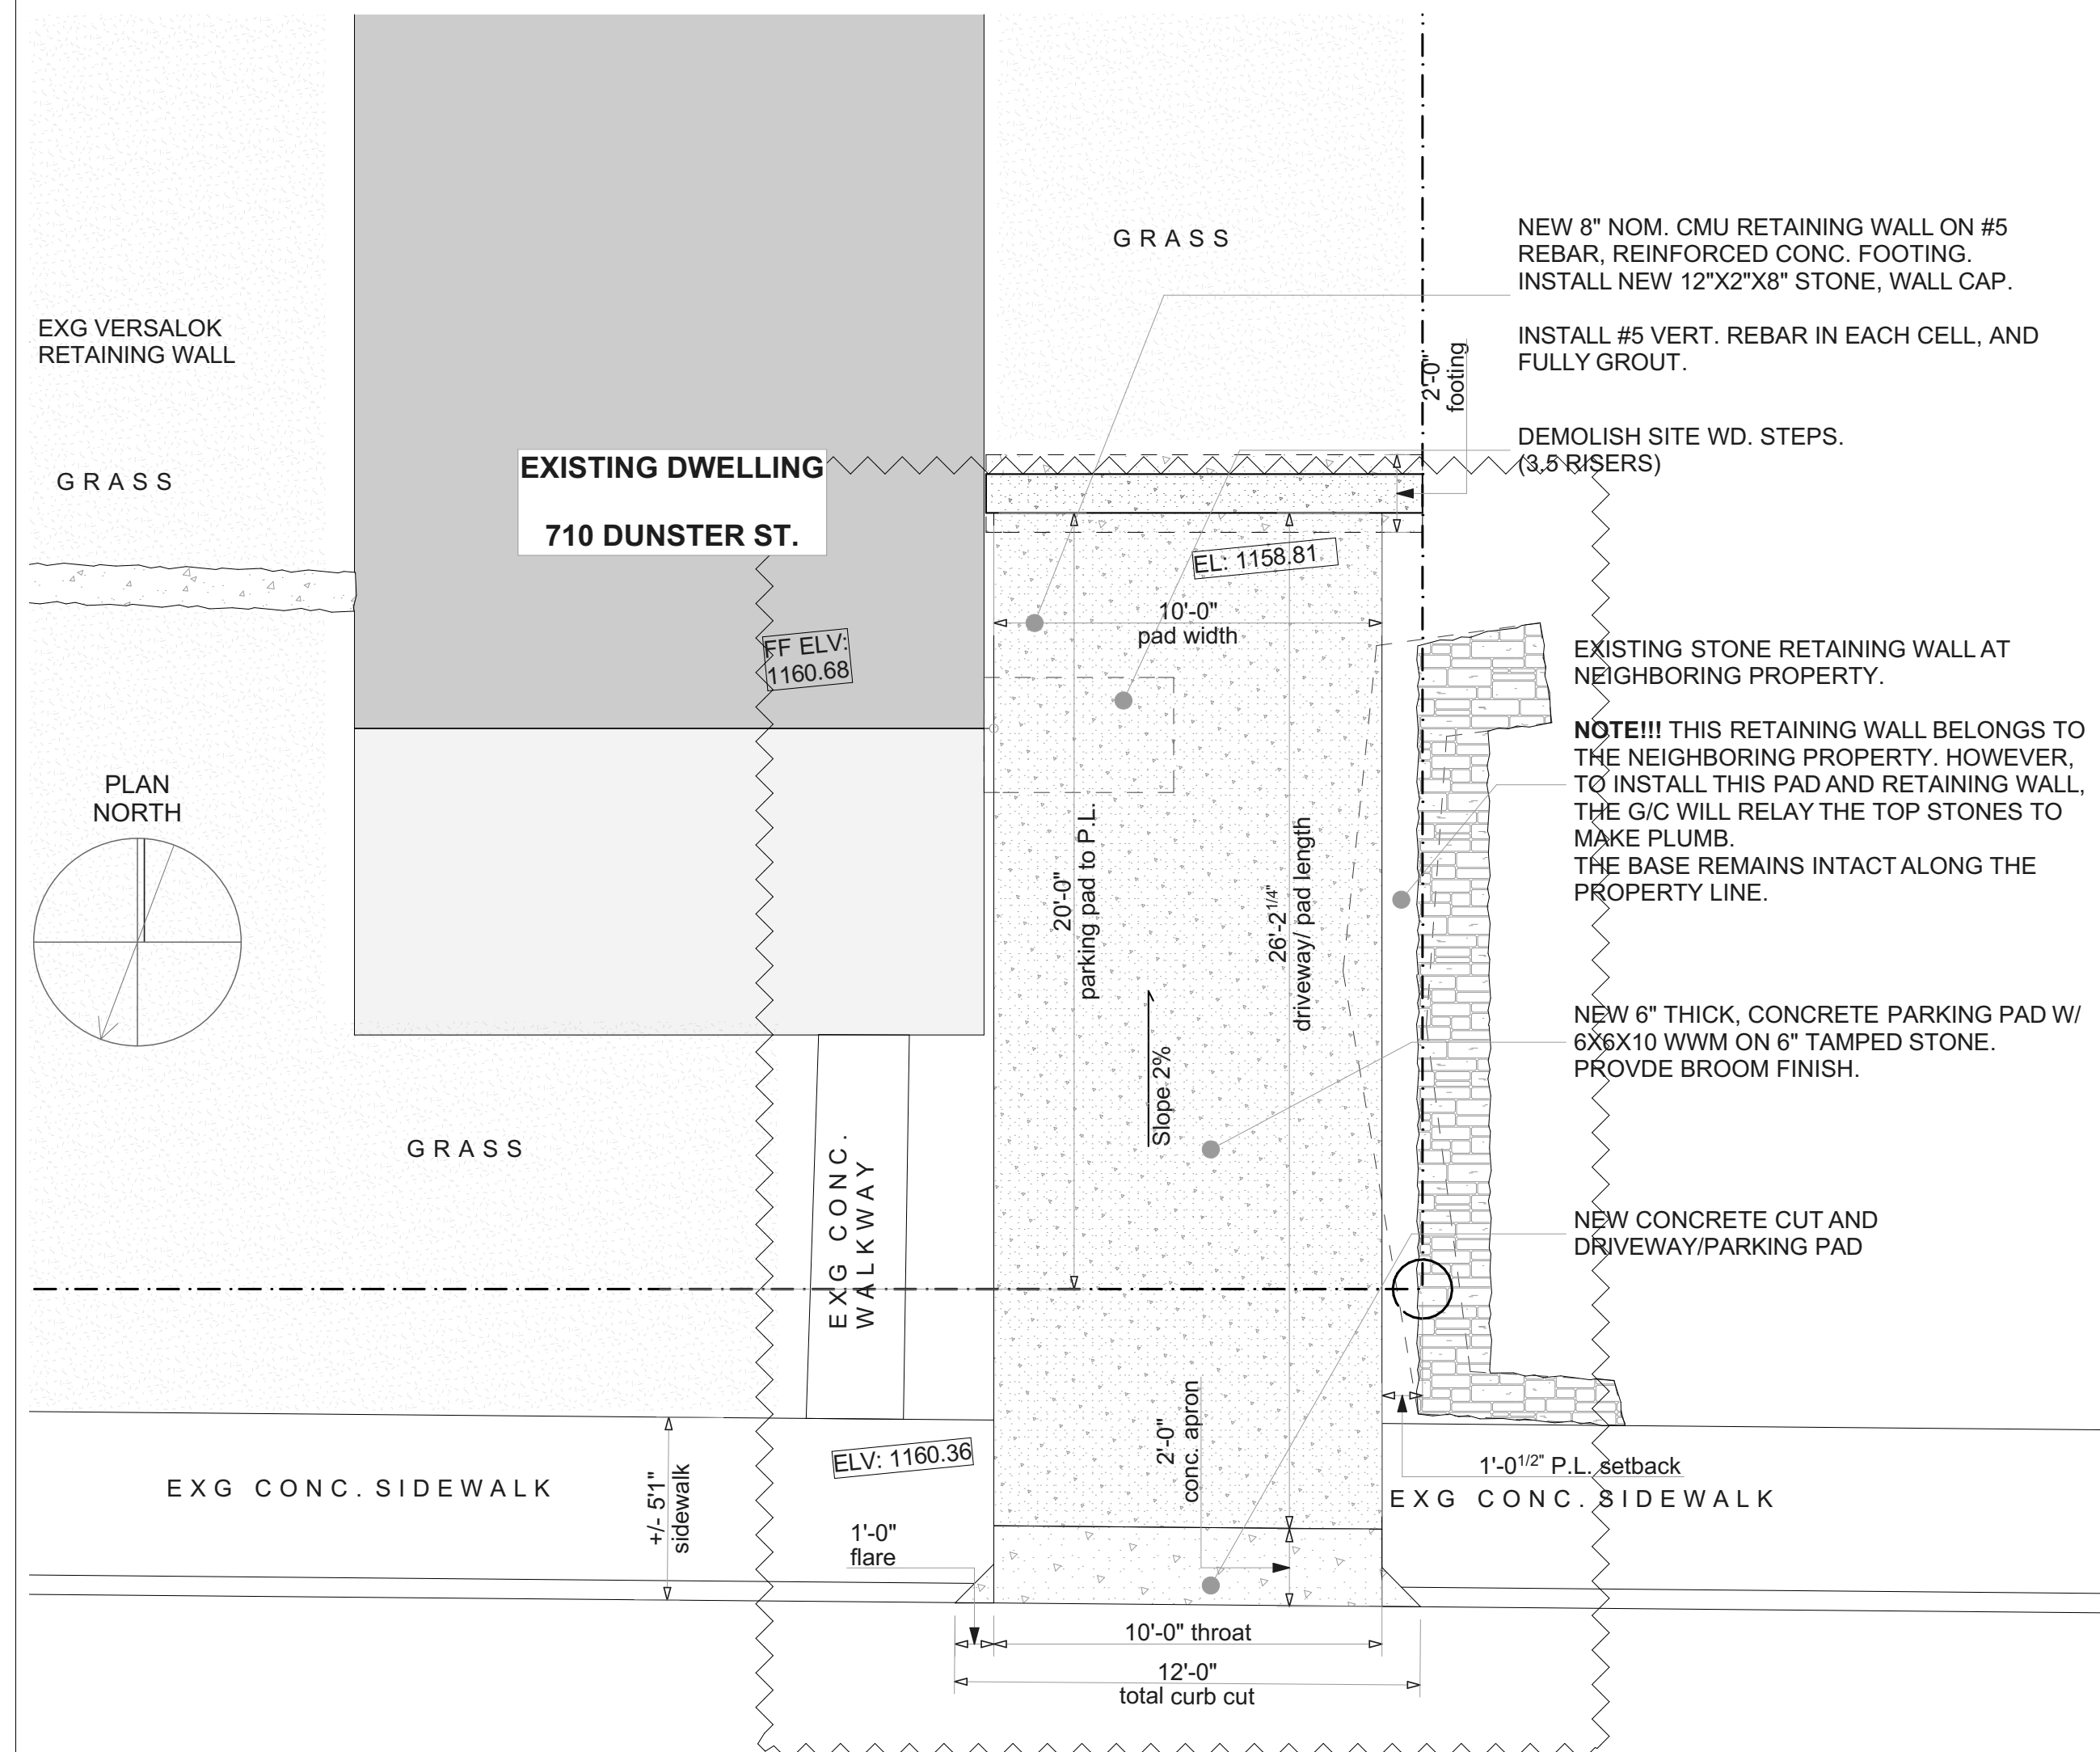 GRASS
NEW 8" NOM. CMU RETAINING WALL ON #5
REBAR, REINFORCED CONC. FOOTING.
INSTALL NEW 12"X2"X8" STONE, WALL CAP.
INSTALL #5 VERT. REBAR IN EACH CELL, AND
FULLY GROUT.
2'-0"
footing
EXG VERSALOK
RETAINING WALL
DEMOLISH SITE WD. STEPS.
(3.5 RISERS)
GRASS
EXISTING DWELLING
710 DUNSTER ST.
EL: 1158.81
10'-0"
pad width
FF ELV:
1160.68
EXISTING STONE RETAINING WALL AT
NEIGHBORING PROPERTY.
NOTE!!! THIS RETAINING WALL BELONGS TO
THE NEIGHBORING PROPERTY. HOWEVER,
TO INSTALL THIS PAD AND RETAINING WALL,
THE G/C WILL RELAY THE TOP STONES TO
MAKE PLUMB.
THE BASE REMAINS INTACT ALONG THE
PROPERTY LINE.
PLAN
NORTH
20'-0"
parking pad to P.L.
26'-2 1/4"
driveway/ pad length
Slope 2%
NEW 6" THICK, CONCRETE PARKING PAD W/
6X6X10 WWM ON 6" TAMPED STONE.
PROVDE BROOM FINISH.
GRASS
EXG CONC.
WALKWAY
NEW CONCRETE CUT AND
DRIVEWAY/PARKING PAD
2'-0"
conc. apron
ELV: 1160.36
1'-0 1/2" P.L. setback
EXG CONC. SIDEWALK
EXG CONC. SIDEWALK
+/- 5'1"
sidewalk
1'-0"
flare
10'-0" throat
12'-0"
total curb cut